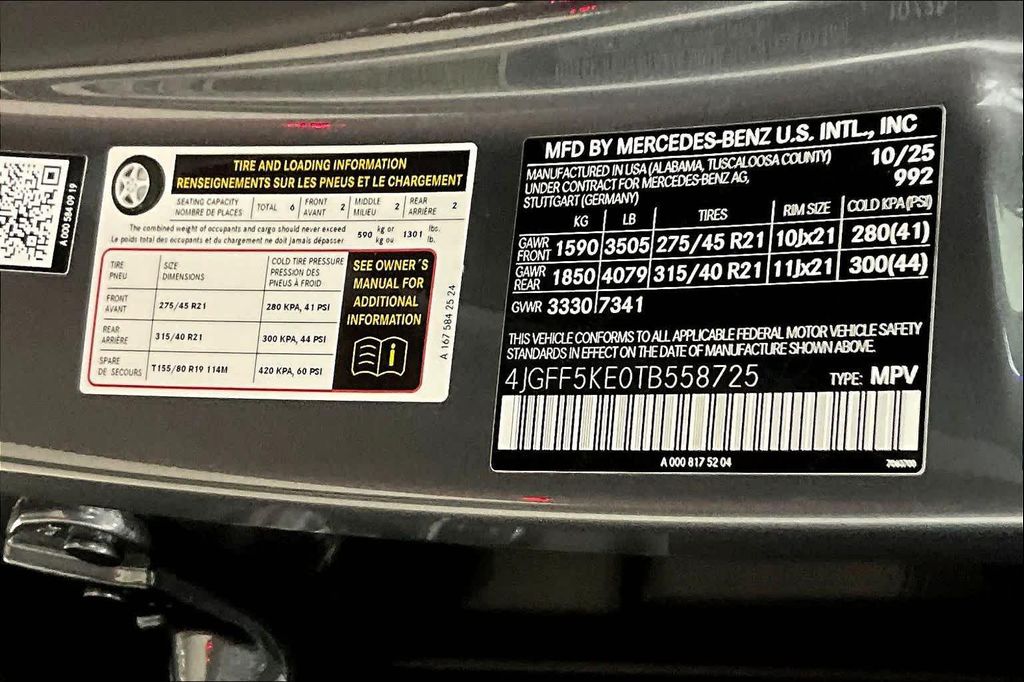 A 000 584 09 19
TIRE AND LOADING INFORMATION
RENSEIGNEMENTS SUR LES PNEUS ET LE CHARGEMENT
SEATING CAPACITY
NOMBRE DE PLACES
TOTAL 6
FRONT
AVANT 2
MIDDLE
MILIEU 2
REAR
ARRIÈRE 2
The combined weight of occupants and cargo should never exceed 590 kg or 1301 lbs.
Le poids total des occupants et du chargement ne doit jamais dépasser kg ou lb.
TIRE
PNEU
SIZE
DIMENSIONS
COLD TIRE PRESSURE
PRESSION DES
PNEUS À FROID
FRONT
AVANT
275/45 R21
280 KPA, 41 PSI
REAR
ARRIÈRE
315/40 R21
300 KPA, 44 PSI
SPARE
DE SECOURS
T155/80 R19 114M
420 KPA, 60 PSI
SEE OWNER´S
MANUAL FOR
ADDITIONAL
INFORMATION
i
A 167 584 25 24
MFD BY MERCEDES-BENZ U.S. INTL., INC
MANUFACTURED IN USA (ALABAMA, TUSCALOOSA COUNTY)
UNDER CONTRACT FOR MERCEDES-BENZ AG,
STUTTGART (GERMANY)
10/25
992
KG LB TIRES RIM SIZE COLD KPA(PSI)
GAWR
FRONT 1590 3505 275/45 R21 10Jx21 280(41)
GAWR
REAR 1850 4079 315/40 R21 11Jx21 300(44)
GVWR 3330 7341
THIS VEHICLE CONFORMS TO ALL APPLICABLE FEDERAL MOTOR VEHICLE SAFETY
STANDARDS IN EFFECT ON THE DATE OF MANUFACTURE SHOWN ABOVE.
4JGFF5KE0TB558725 TYPE: MPV
A 000 817 52 04